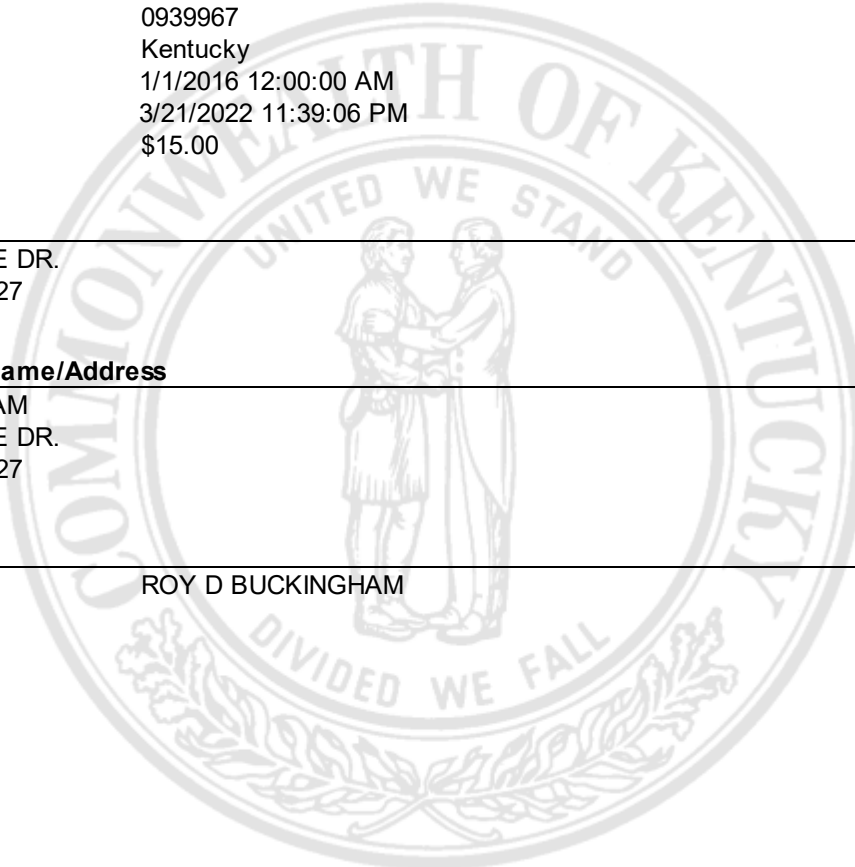 0939967
Kentucky
1/1/2016 12:00:00 AM
3/21/2022 11:39:06 PM
$15.00
COMMONWEALTH OF KENTUCKY
UNITED WE STAND
E DR.
27
ame/Address
AM
E DR.
27
ROY D BUCKINGHAM
DIVIDED WE FALL